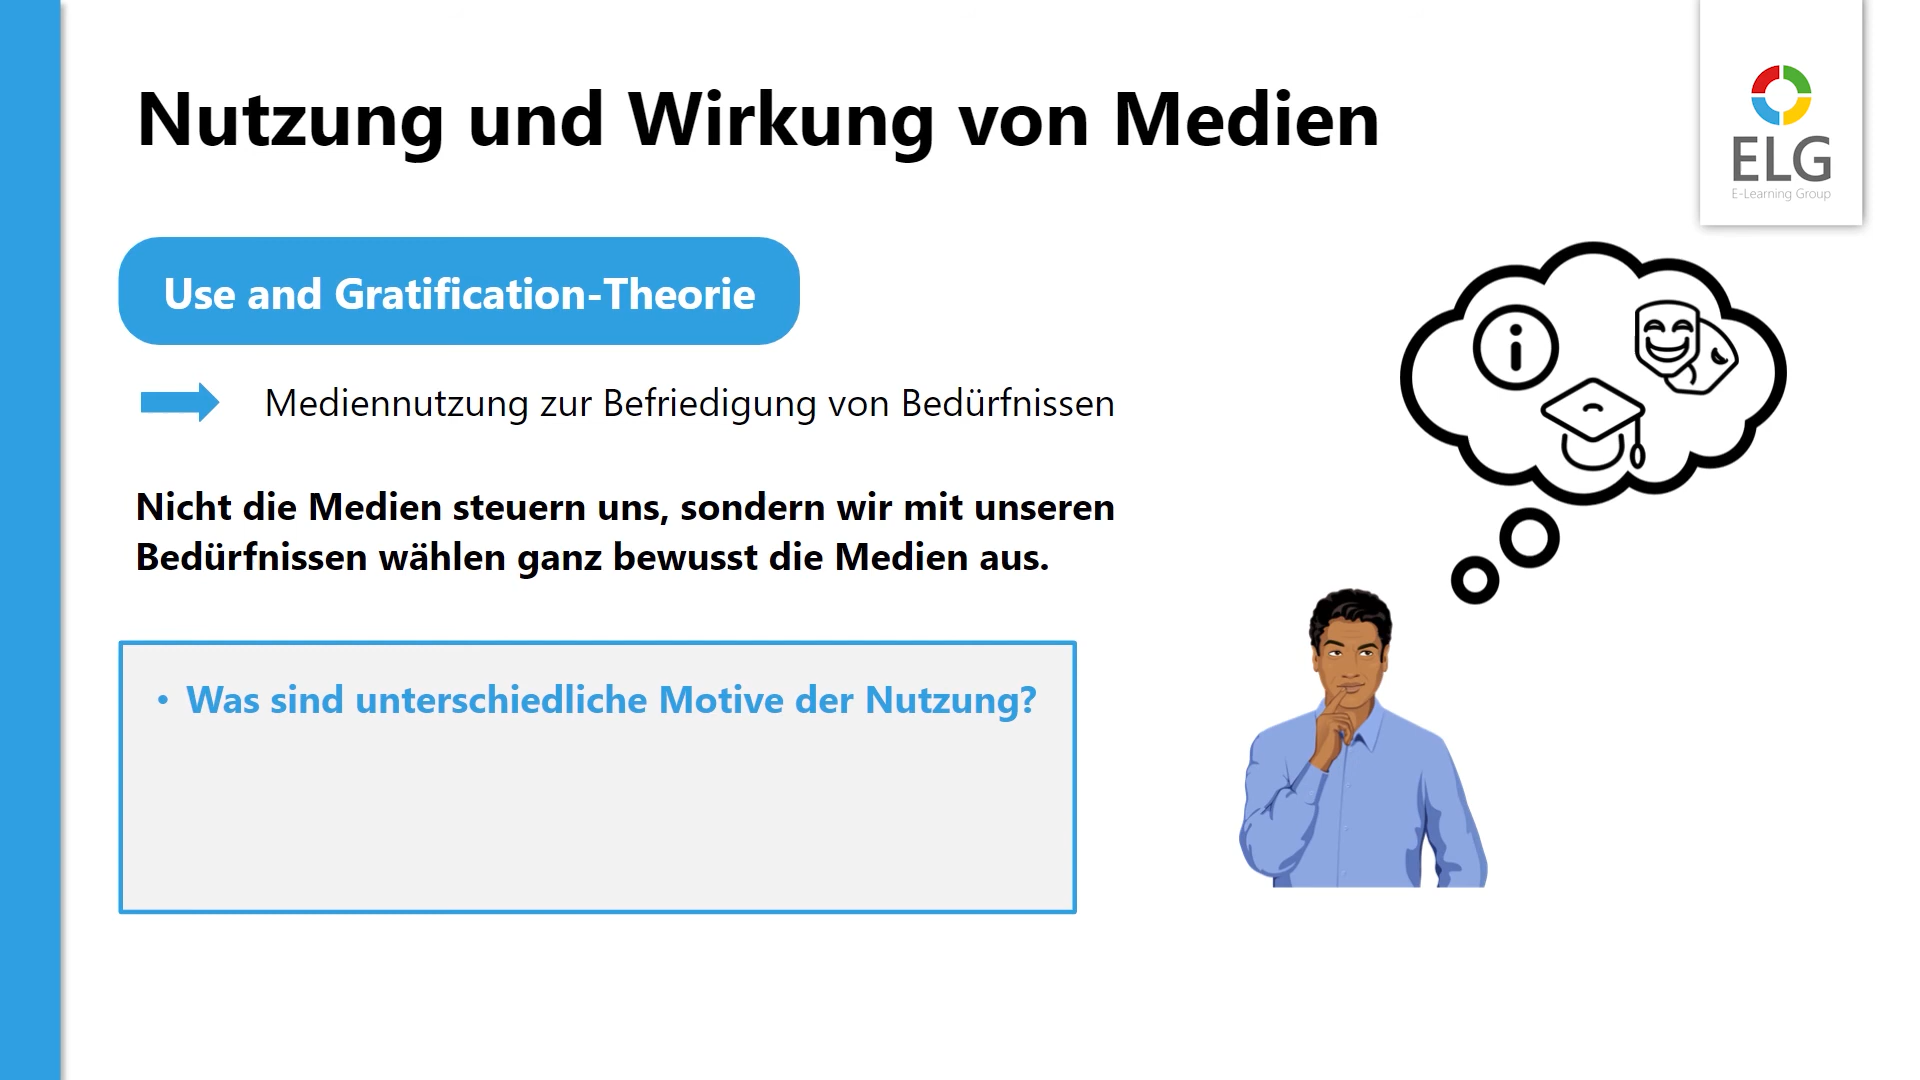 Nutzung und Wirkung von Medien
ELG
E-Learning Group
Use and Gratification-Theorie
Mediennutzung zur Befriedigung von Bedürfnissen
Nicht die Medien steuern uns, sondern wir mit unseren
Bedürfnissen wählen ganz bewusst die Medien aus.
• Was sind unterschiedliche Motive der Nutzung?